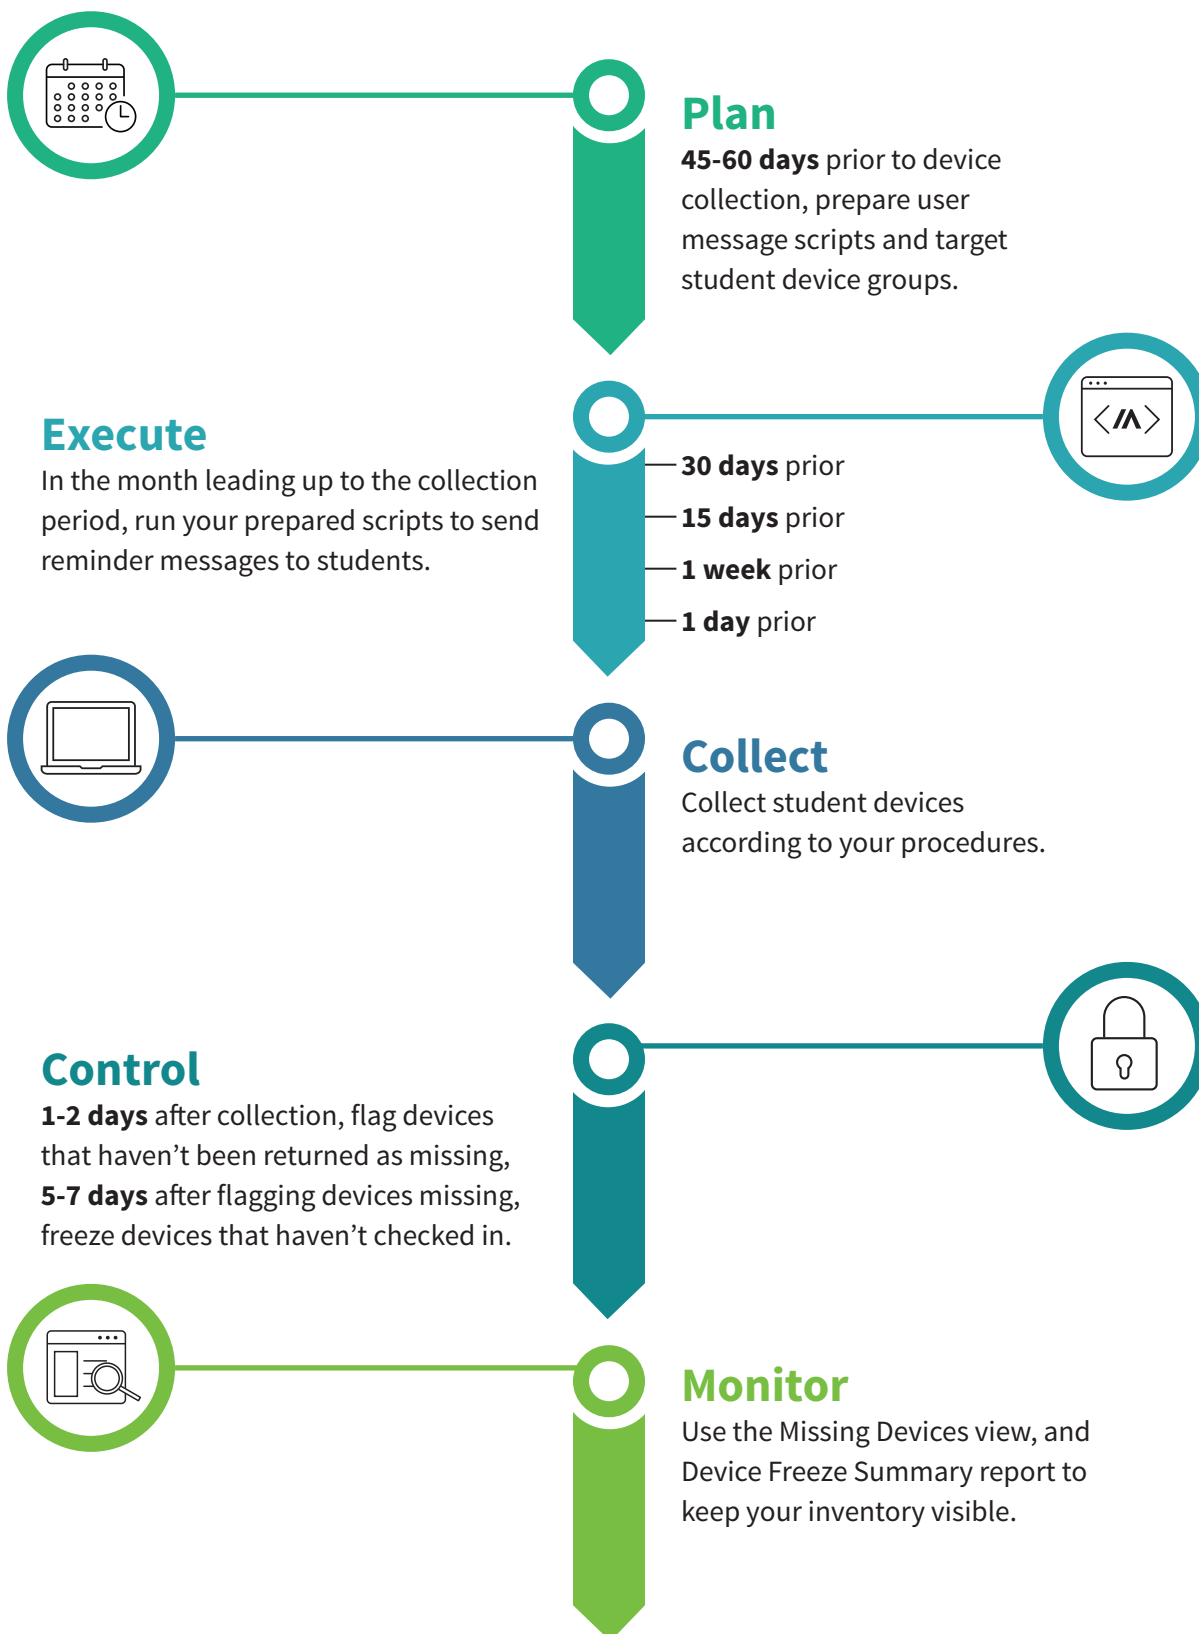 Plan
45-60 days prior to device
collection, prepare user
message scripts and target
student device groups.
Execute
In the month leading up to the collection
period, run your prepared scripts to send
reminder messages to students.
30 days prior
15 days prior
1 week prior
1 day prior
Collect
Collect student devices
according to your procedures.
Control
1-2 days after collection, flag devices
that haven’t been returned as missing,
5-7 days after flagging devices missing,
freeze devices that haven’t checked in.
Monitor
Use the Missing Devices view, and
Device Freeze Summary report to
keep your inventory visible.